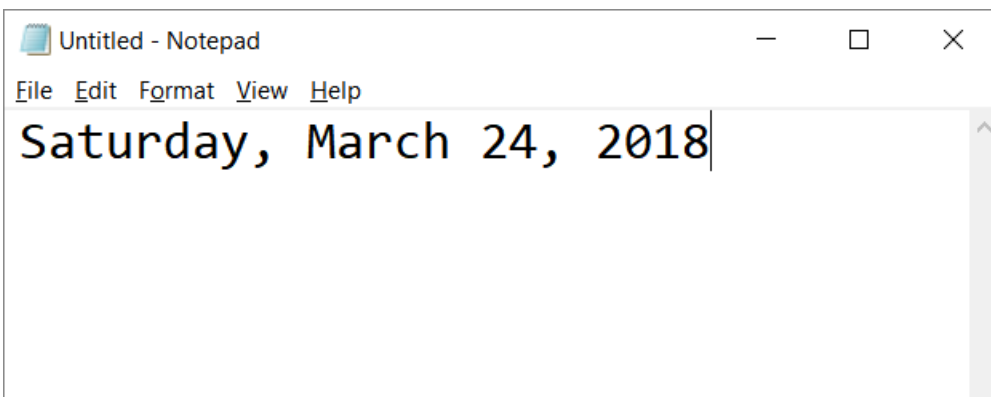 Untitled - Notepad
File Edit Format View Help
Saturday, March 24, 2018